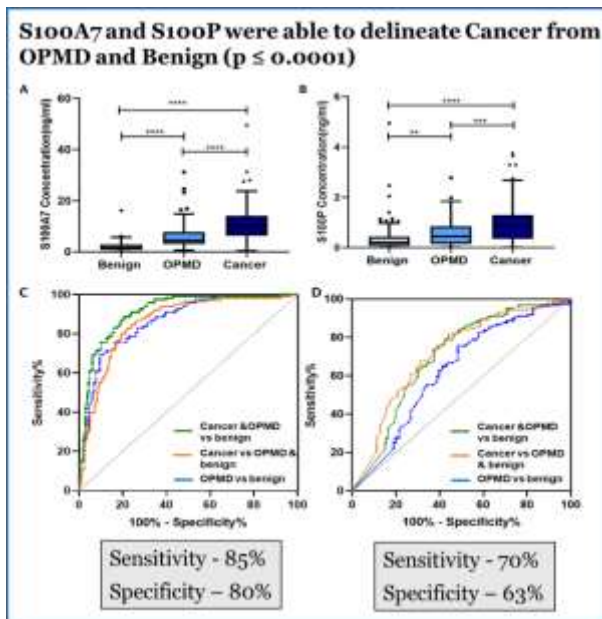 S100A7 and S100P were able to delineate Cancer from
OPMD and Benign (p ≤ 0.0001)
A
S100A7 Concentration(ng/ml)
60
40
20
0
****
****
****
Benign
OPMD
Cancer
B
S100P Concentration(ng/ml)
6
4
2
0
****
**
***
Benign
OPMD
Cancer
C
Sensitivity%
100
80
60
40
20
0
0
20
40
60
80
100
100% - Specificity%
Cancer &OPMD
vs benign
Cancer vs OPMD &
benign
OPMD vs benign
D
Sensitivity%
100
80
60
40
20
0
0
20
40
60
80
100
100% - Specificity%
Cancer &OPMD
vs benign
Cancer vs OPMD
& benign
OPMD vs benign
Sensitivity - 85%
Specificity – 80%
Sensitivity - 70%
Specificity – 63%